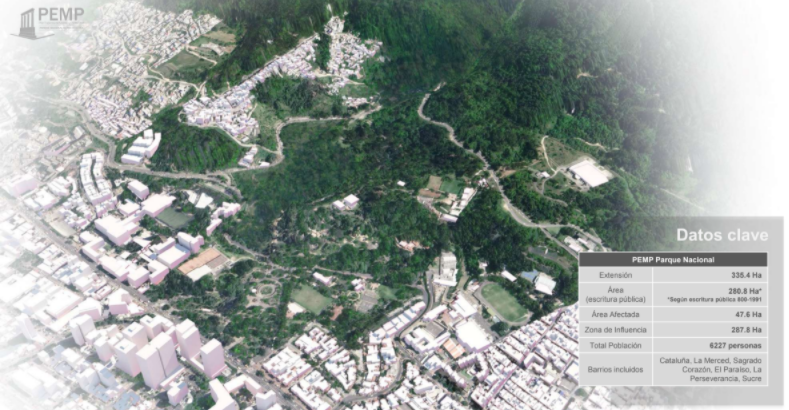 PEMP
Datos clave
PEMP Parque Nacional
Extensión 335.4 Ha
Área
(escritura pública)
280.8 Ha*
*Según escritura pública 600-1991
Área Afectada 47.6 Ha
Zona de Influencia 287.8 Ha
Total Población 6227 personas
Barrios incluidos
Cataluña, La Merced, Sagrado
Corazón, El Paraíso, La
Perseverancia, Sucre